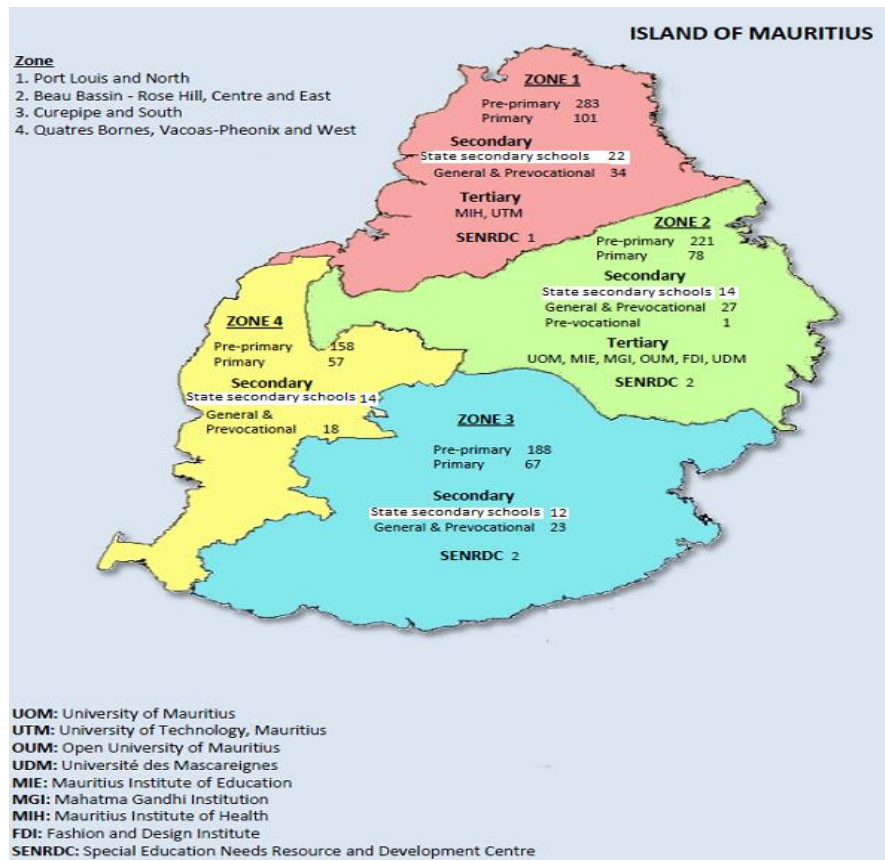 ISLAND OF MAURITIUS
Zone
1. Port Louis and North
2. Beau Bassin - Rose Hill, Centre and East
3. Curepipe and South
4. Quatres Bornes, Vacoas-Pheonix and West
ZONE 1
Pre-primary 283
Primary 101
Secondary
State secondary schools 22
General & Prevocational 34
Tertiary
MIH, UTM
SENRDC 1
ZONE 2
Pre-primary 221
Primary 78
Secondary
State secondary schools 14
General & Prevocational 27
Pre-vocational 1
Tertiary
UOM, MIE, MGI, OUM, FDI, UDM
SENRDC 2
ZONE 4
Pre-primary 158
Primary 57
Secondary
State secondary schools 14
General &
Prevocational 18
ZONE 3
Pre-primary 188
Primary 67
Secondary
State secondary schools 12
General & Prevocational 23
SENRDC 2
UOM: University of Mauritius
UTM: University of Technology, Mauritius
OUM: Open University of Mauritius
UDM: Université des Mascareignes
MIE: Mauritius Institute of Education
MGI: Mahatma Gandhi Institution
MIH: Mauritius Institute of Health
FDI: Fashion and Design Institute
SENRDC: Special Education Needs Resource and Development Centre